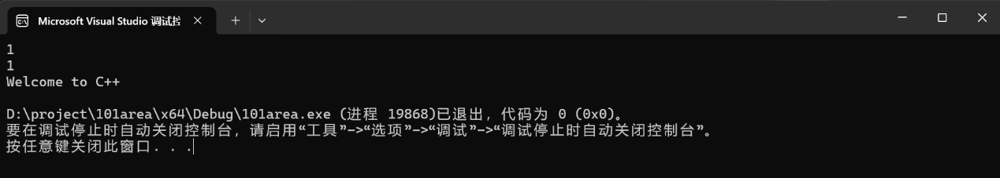 Microsoft Visual Studio 调试控
1
1
Welcome to C++
D:\project\101area\x64\Debug\101area.exe (进程 19868)已退出，代码为 0 (0x0)。
要在调试停止时自动关闭控制台，请启用“工具”->“选项”->“调试”->“调试停止时自动关闭控制台”。
按任意键关闭此窗口. . .